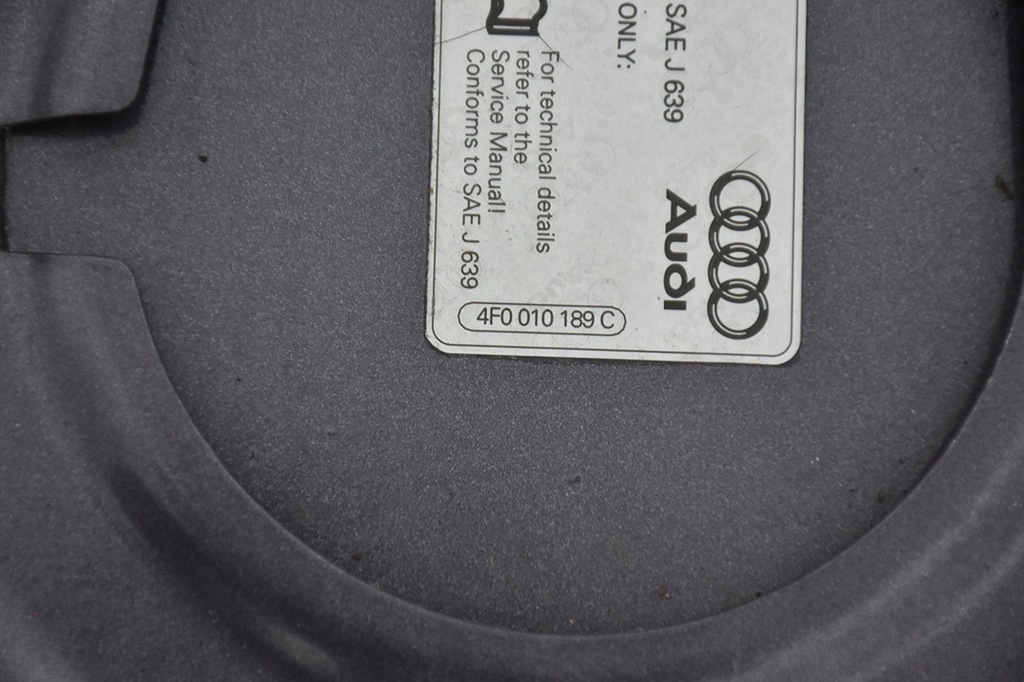 Audi
SAE J 639
ONLY:
For technical details
refer to the
Service Manual!
Conforms to SAE J 639
4F0 010 189 C